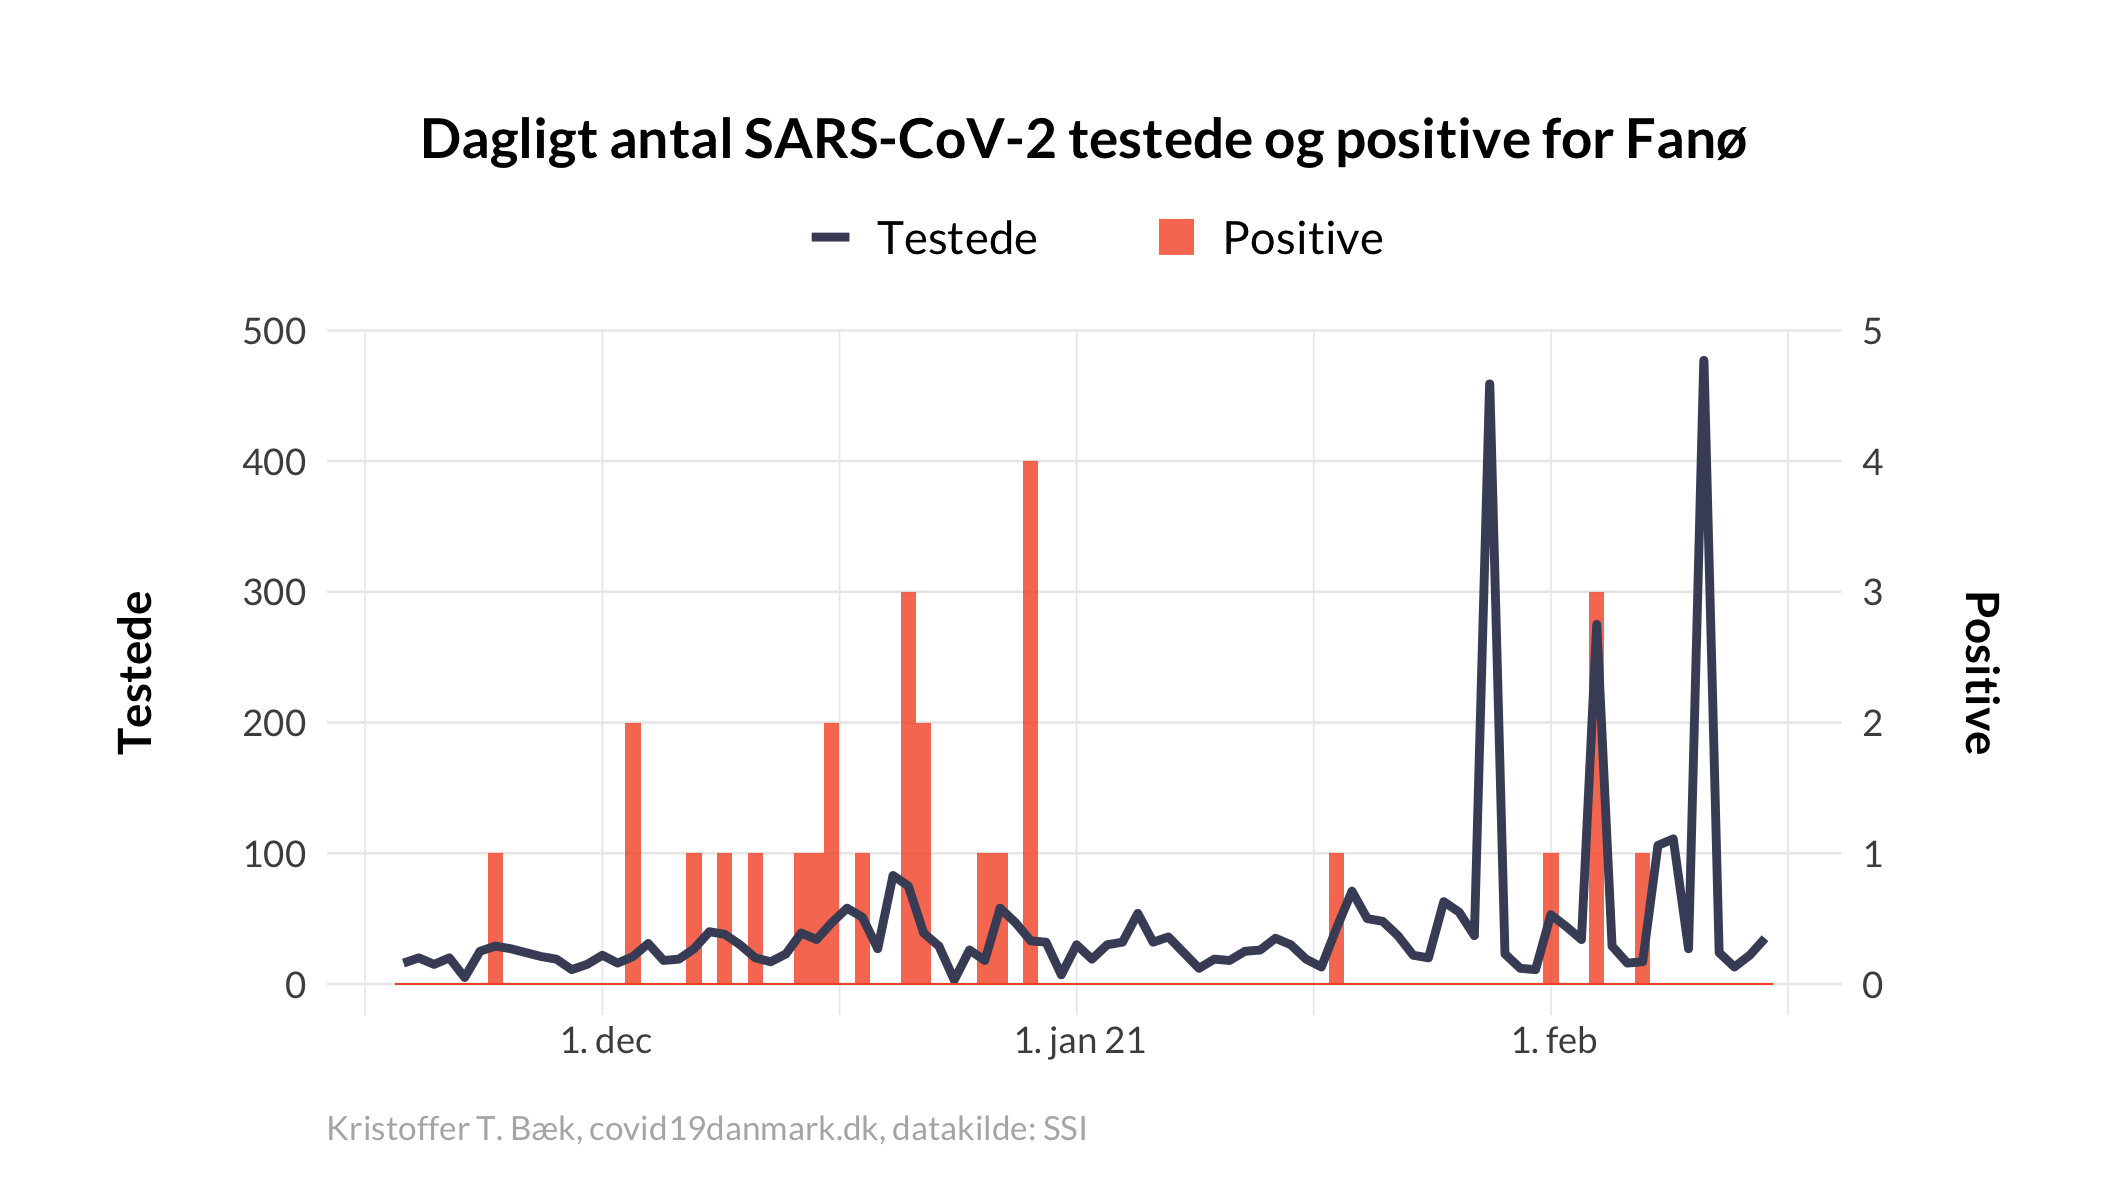 Dagligt antal SARS-CoV-2 testede og positive for Fanø
Testede Positive
500 5
400 4
300 3
200 2
100 1
0 0
Testede
Positive
1. dec 1. jan 21 1. feb
Kristoffer T. Bæk, covid19danmark.dk, datakilde: SSI